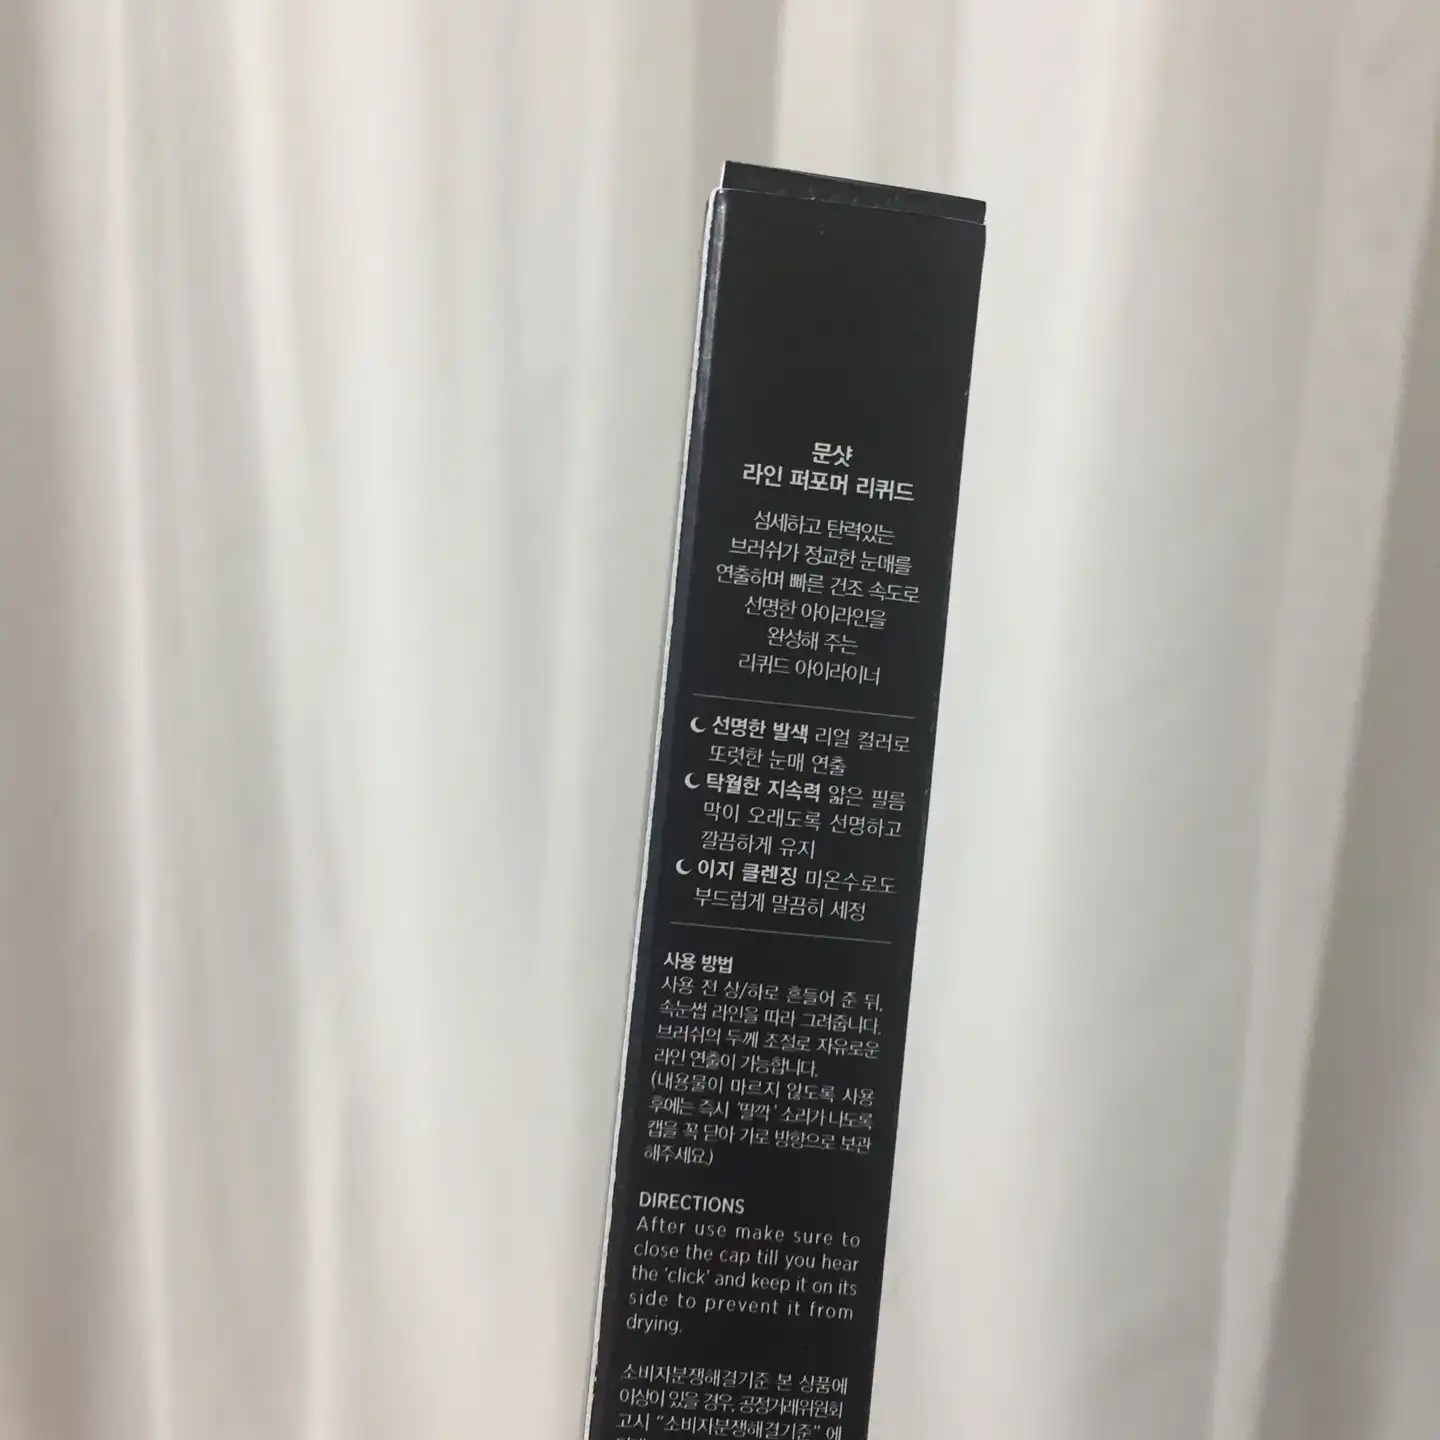 문샷
라인 퍼포머 리퀴드
섬세하고 탄력있는
브러쉬가 정교한 눈매를
연출하며 빠른 건조 속도로
선명한 아이라인을
완성해 주는
리퀴드 아이라이너
선명한 발색 리얼 컬러로
또렷한 눈매 연출
탁월한 지속력 얇은 필름
막이 오래도록 선명하고
깔끔하게 유지
이지 클렌징 미온수로도
부드럽게 말끔히 세정
사용 방법
사용 전 상/하로 흔들어 준 뒤,
속눈썹 라인을 따라 그려줍니다.
브러쉬의 두께 조절로 자유로운
라인 연출이 가능합니다.
(내용물이 마르지 않도록 사용
후에는 즉시 '딸깍' 소리가 나도록
캡을 꼭 닫아 가로 방향으로 보관
해주세요.)
DIRECTIONS
After use make sure to
close the cap till you hear
the 'click' and keep it on its
side to prevent it from
drying.
소비자분쟁해결기준 본 상품에
이상이 있을 경우, 공정거래위원회
고시 "소비자분쟁해결기준" 에